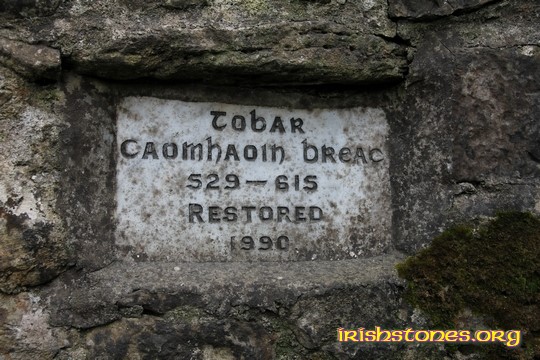 Tobar
Caomhaoin breac
529-615
Restored
1990
irishstones.org